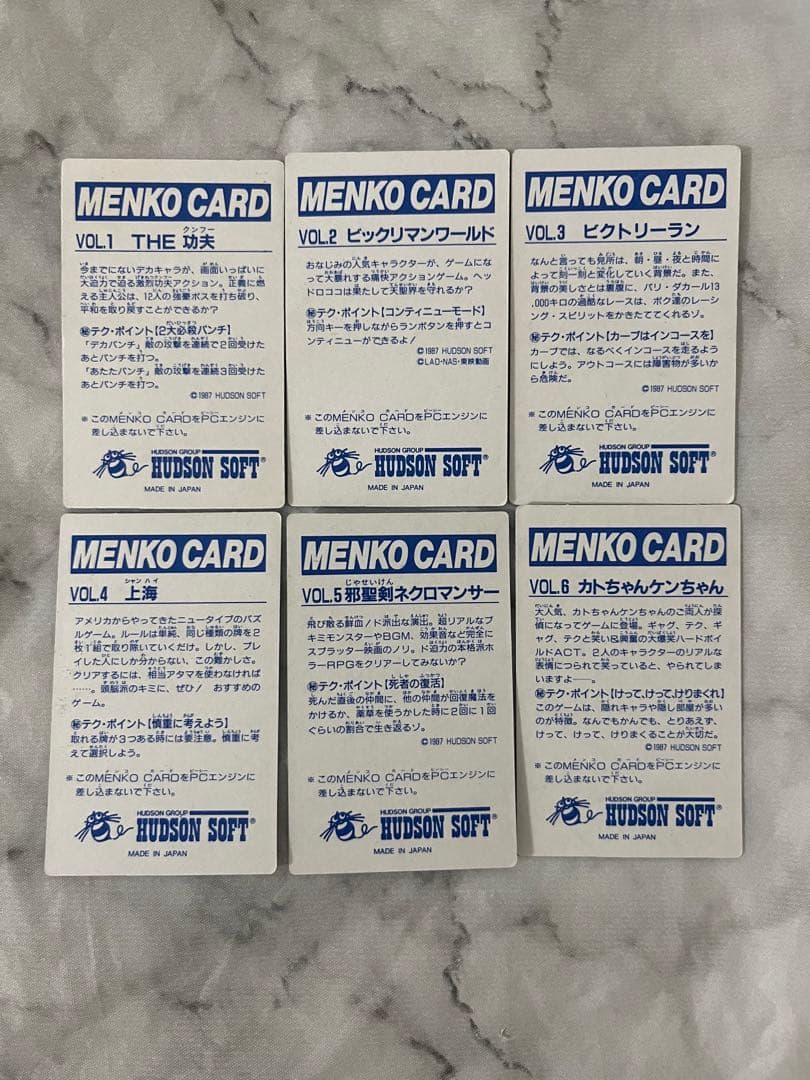 MENKO CARD
VOL.1 THE 功夫
クンフー
今までにないデカキャラが、画面いっぱいに
大迫力で迫る激烈功夫アクション。正義に燃
える主人公は、12人の強豪ボスを打ち破り、
平和を取り戻すことができるか?
㊙テク・ポイント【2大必殺パンチ】
「デカパンチ」敵の攻撃を連続で2回受けた
あとパンチを打つ。
「あたたパンチ」敵の攻撃を連続3回受けた
あとパンチを打つ。
©1987 HUDSON SOFT
※このMENKO CARDをPCエンジンに
差し込まないで下さい。
HUDSON GROUP
HUDSON SOFT®
MADE IN JAPAN
MENKO CARD
VOL.2 ビックリマンワールド
おなじみの人気キャラクターが、ゲームにな
って大暴れする痛快アクションゲーム。ヘッ
ドロココは果たして大聖界を守れるか?
㊙テク・ポイント【コンティニューモード】
方向キーを押しながらランボタンを押すとコ
ンティニューできるよ!
©1987 HUDSON SOFT
©LAD・NAS・東映動画
※このMENKO CARDをPCエンジンに
差し込まないで下さい。
HUDSON GROUP
HUDSON SOFT®
MADE IN JAPAN
MENKO CARD
VOL.3 ビクトリーラン
なんと言っても見所は、朝・昼・夜と時間に
よって刻一刻と変化していく背景だ。また、
背景の美しさとは裏腹に、パリ・ダカール13
,000キロの過酷なレースは、ボク達のレーシ
ング・スピリットをかきたててくれるゾ。
㊙テク・ポイント【カーブはインコースを】
カーブでは、なるべくインコースを走るよう
にしよう。アウトコースには障害物が多いか
ら危険だ。
©1987 HUDSON SOFT
※このMENKO CARDをPCエンジンに
差し込まないで下さい。
HUDSON GROUP
HUDSON SOFT®
MADE IN JAPAN
MENKO CARD
シャン ハイ
VOL.4 上海
アメリカからやってきたニュータイプのパズ
ルゲーム。ルールは単純、同じ種類の牌を2
枚1組で取り除いていくだけ。しかし、プレ
イした人にしか分からない、この難かしさ。
クリアするには、相当アタマを使わなければ
……。頭脳派のキミに、ぜひ! おすすめの
ゲーム。
㊙テク・ポイント【慎重に考えよう】
取れる牌が3つある時には要注意。慎重に考
えて選択しよう。
※このMENKO CARDをPCエンジンに
差し込まないで下さい。
HUDSON GROUP
HUDSON SOFT®
MADE IN JAPAN
MENKO CARD
じゃせいけん
VOL.5 邪聖剣ネクロマンサー
飛び散る鮮血ノド派出な演出。超リアルなブ
キミモンスターやBGM、効果音など完全に
スプラッター映画のノリ。ド迫力の本格派ホ
ラーRPGをクリアーしてみないか?
㊙テク・ポイント【死者の復活】
死んだ直後の仲間に、他の仲間が回復魔法を
かけるか、薬草を使うかした時に2回に1回
ぐらいの割合で生き返るゾ。
©1987 HUDSON SOFT
※このMENKO CARDをPCエンジンに
差し込まないで下さい。
HUDSON GROUP
HUDSON SOFT®
MADE IN JAPAN
MENKO CARD
VOL.6 カトちゃんケンちゃん
大人気、カトちゃんケンちゃんのご両人が探
偵になってゲームに登場。ギャグ、テク、ギ
ャグ、テクと笑い&興奮の大爆笑ハードボイ
ルドACT。2人のキャラクターのリアルな
表情につられて笑っていると、やられてしま
いますよ――。
㊙テク・ポイント【けって、けって、けりまくれ】
このゲームは、隠れキャラや隠し部屋が多い
のが特徴。なんでもかんでも、とりあえず、
けって、けって、けりまくることが大切だ。
©1987 HUDSON SOFT
※このMENKO CARDをPCエンジンに
差し込まないで下さい。
HUDSON GROUP
HUDSON SOFT®
MADE IN JAPAN